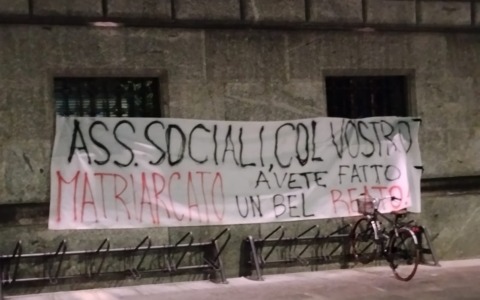 ASS. SOCIALI, COL VOSTRO
MATRIARCATO AVETE FATTO
UN BEL REATO